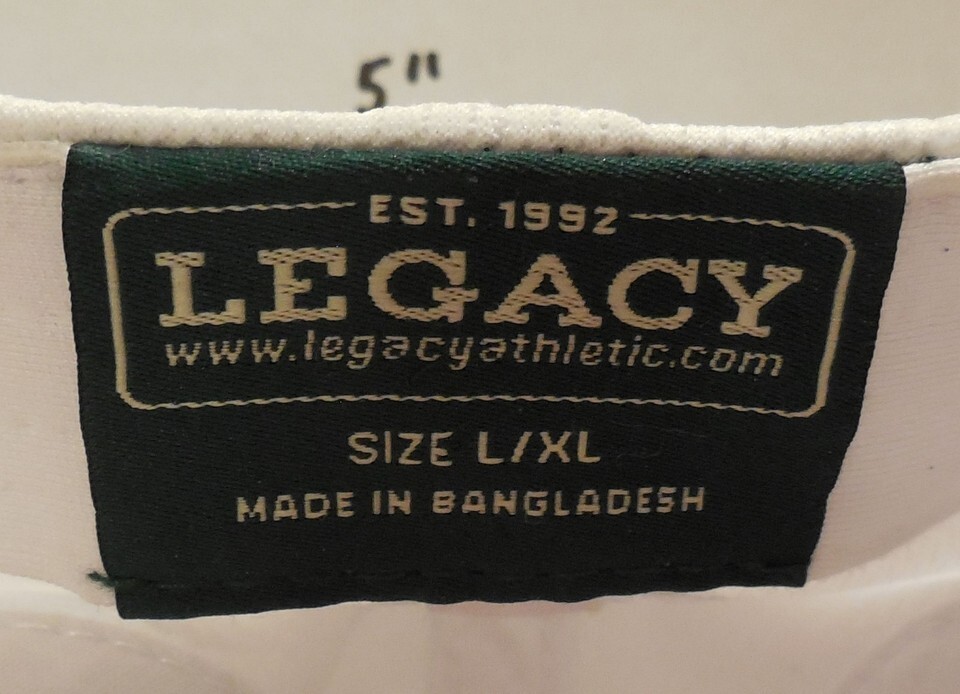 5"
EST. 1992
LEGACY
www.legacyathletic.com
SIZE L/XL
MADE IN BANGLADESH